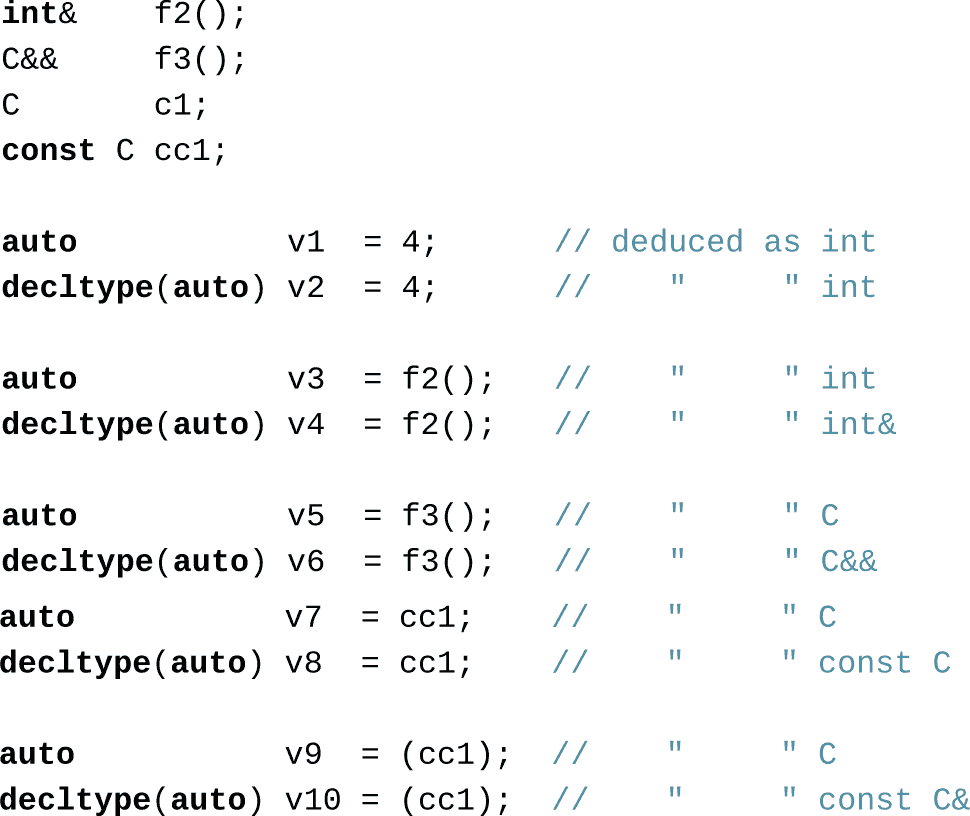 int&    f2();
C&&     f3();
C       c1;
const C cc1;

auto           v1  = 4;      // deduced as int
decltype(auto) v2  = 4;      //    "     " int

auto           v3  = f2();   //    "     " int
decltype(auto) v4  = f2();   //    "     " int&

auto           v5  = f3();   //    "     " C
decltype(auto) v6  = f3();   //    "     " C&&
auto           v7  = cc1;    //    "     " C
decltype(auto) v8  = cc1;    //    "     " const C

auto           v9  = (cc1);  //    "     " C
decltype(auto) v10 = (cc1);  //    "     " const C&